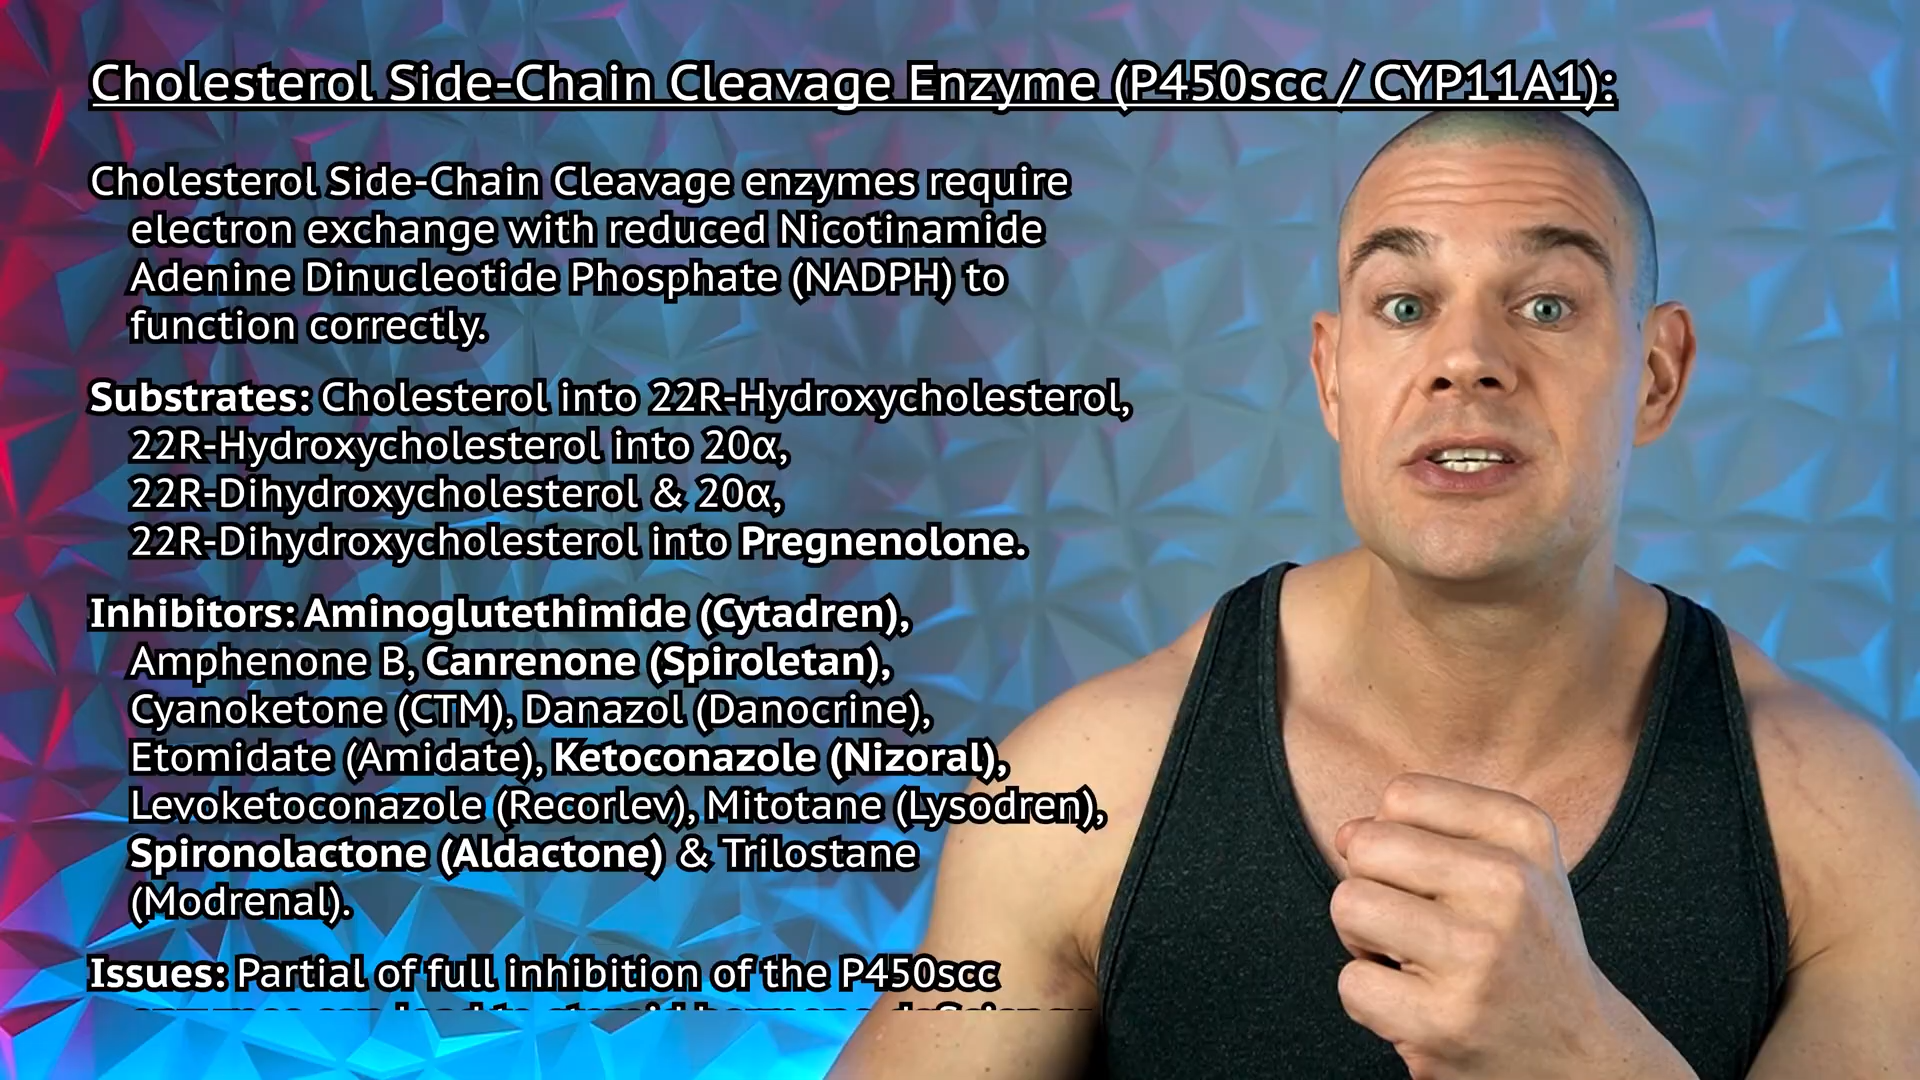 Cholesterol Side-Chain Cleavage Enzyme (P450scc / CYP11A1):
Cholesterol Side-Chain Cleavage enzymes require
electron exchange with reduced Nicotinamide
Adenine Dinucleotide Phosphate (NADPH) to
function correctly.
Substrates: Cholesterol into 22R-Hydroxycholesterol,
22R-Hydroxycholesterol into 20α,
22R-Dihydroxycholesterol & 20α,
22R-Dihydroxycholesterol into Pregnenolone.
Inhibitors: Aminoglutethimide (Cytadren),
Amphenone B, Canrenone (Spiroletan),
Cyanoketone (CTM), Danazol (Danocrine),
Etomidate (Amidate), Ketoconazole (Nizoral),
Levoketoconazole (Recorlev), Mitotane (Lysodren),
Spironolactone (Aldactone) & Trilostane
(Modrenal).
Issues: Partial of full inhibition of the P450scc